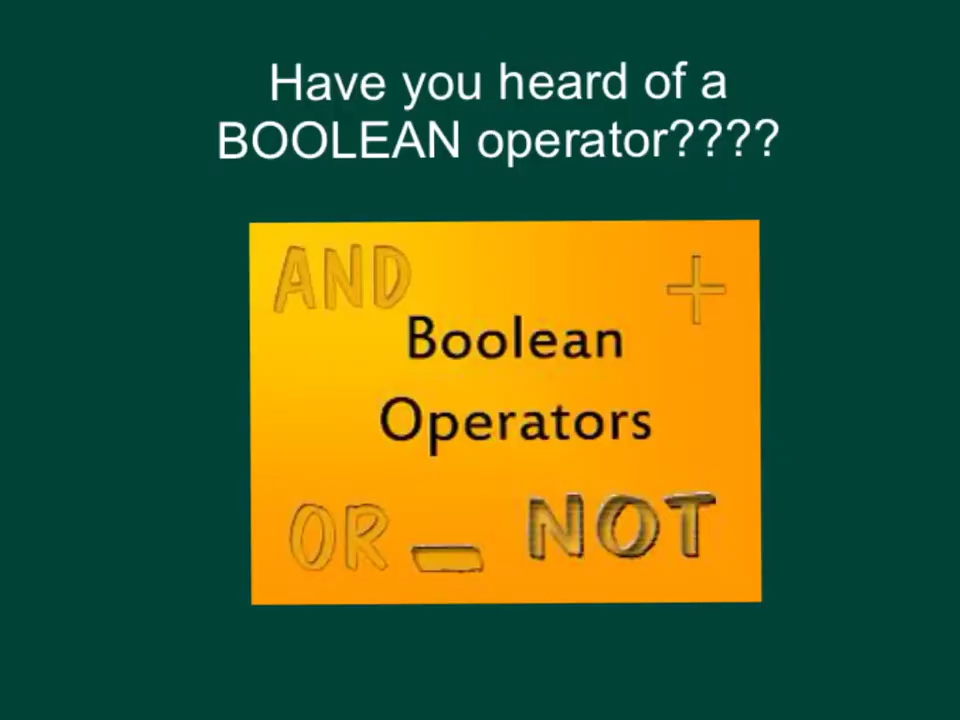 Have you heard of a
BOOLEAN operator????
AND +
Boolean
Operators
OR _ NOT